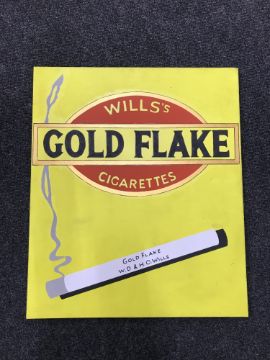 WILLS'S
GOLD FLAKE
CIGARETTES
GOLD FLAKE
W.D & H.O. WILLS